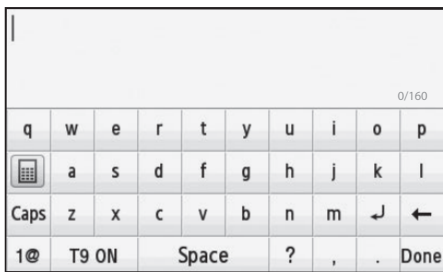 0/160
q w e r t y u i o p
a s d f g h j k l
Caps z x c v b n m
1@ T9 ON Space ? , . Done